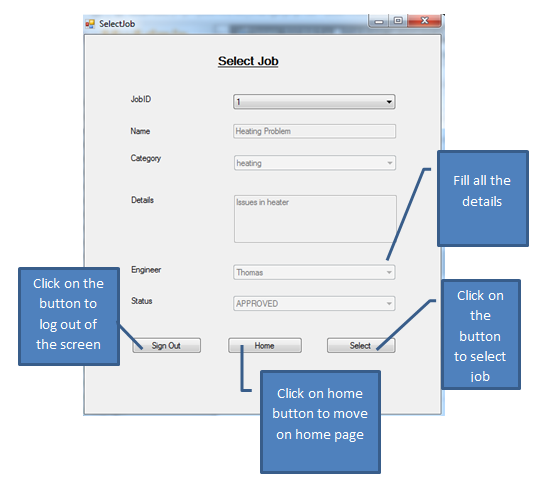 SelectJob
Select Job
JobID
1
Name
Heating Problem
Category
heating
Details
Issues in heater
Engineer
Thomas
Status
APPROVED
Sign Out
Home
Select
Fill all the
details
Click on the
button to
log out of
the screen
Click on
the
button
to select
job
Click on home
button to move
on home page